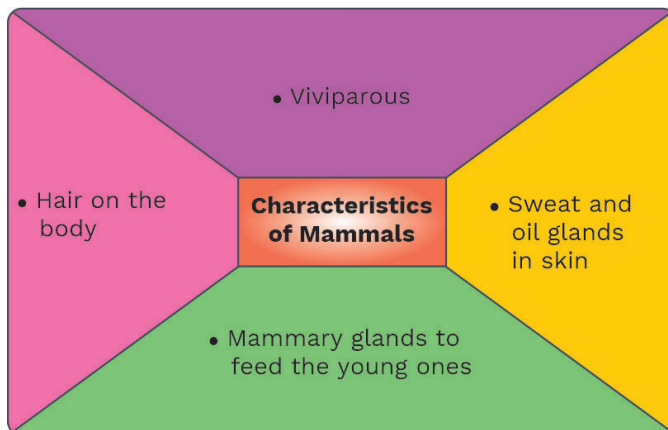 • Viviparous
• Hair on the
body
Characteristics
of Mammals
• Sweat and
oil glands
in skin
• Mammary glands to
feed the young ones